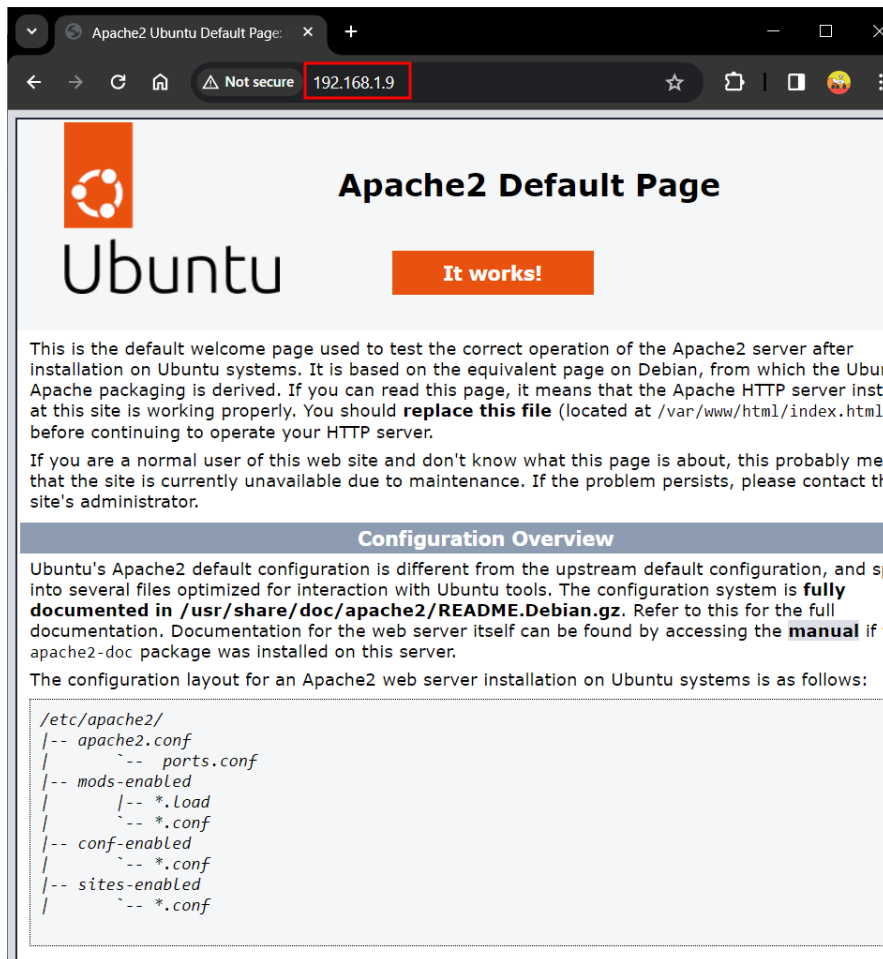 Apache2 Ubuntu Default Page:
Not secure
192.168.1.9
Ubuntu
Apache2 Default Page
It works!
This is the default welcome page used to test the correct operation of the Apache2 server after
installation on Ubuntu systems. It is based on the equivalent page on Debian, from which the
Apache packaging is derived. If you can read this page, it means that the Apache HTTP server
at this site is working properly. You should replace this file (located at /var/www/html/index.html
before continuing to operate your HTTP server.
If you are a normal user of this web site and don't know what this page is about, this probably
that the site is currently unavailable due to maintenance. If the problem persists, please contact
site's administrator.
Configuration Overview
Ubuntu's Apache2 default configuration is different from the upstream default configuration, and
into several files optimized for interaction with Ubuntu tools. The configuration system is fully
documented in /usr/share/doc/apache2/README.Debian.gz. Refer to this for the full
documentation. Documentation for the web server itself can be found by accessing the manual if
apache2-doc package was installed on this server.
The configuration layout for an Apache2 web server installation on Ubuntu systems is as follows:
/etc/apache2/
|-- apache2.conf
|       `--  ports.conf
|-- mods-enabled
|       |-- *.load
|       `-- *.conf
|-- conf-enabled
|       `-- *.conf
|-- sites-enabled
|       `-- *.conf